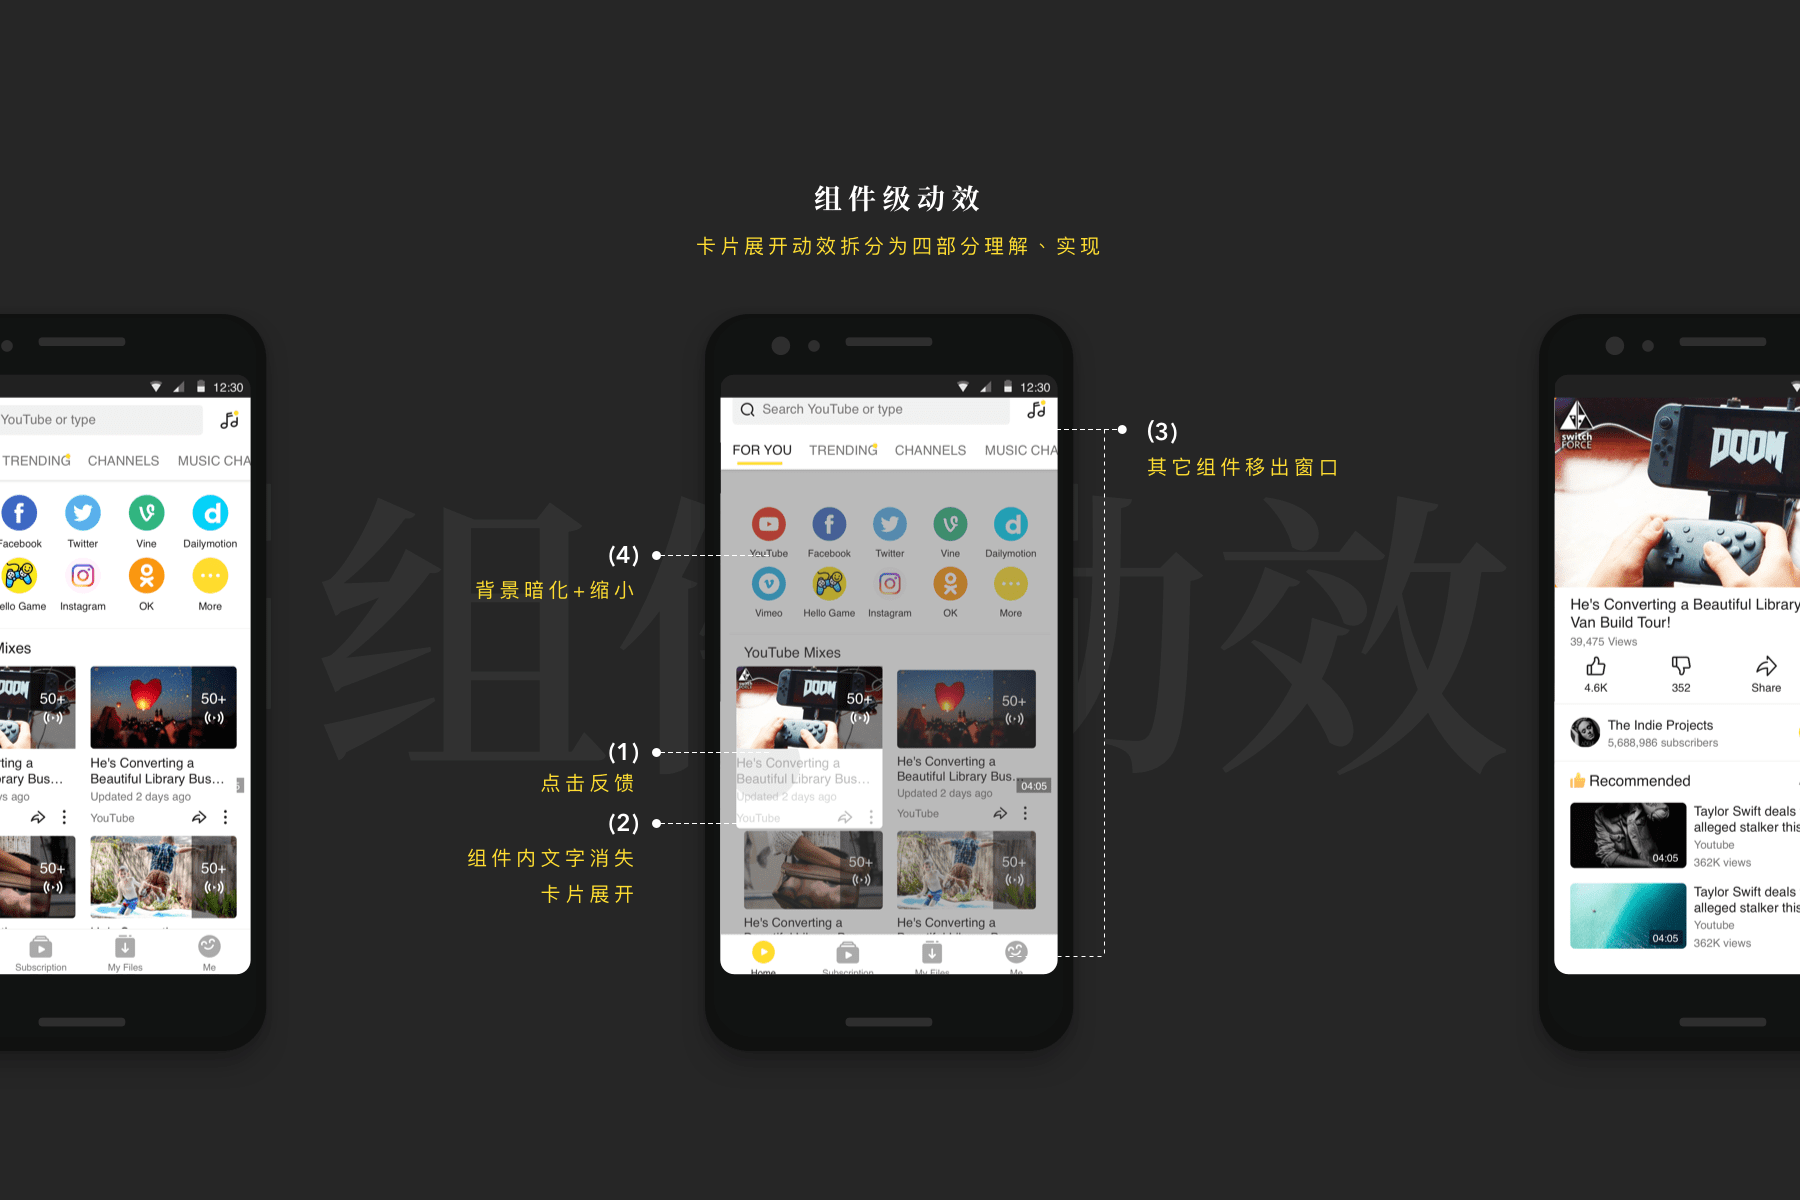 组件级动效
卡片展开动效拆分为四部分理解、实现
12:30
YouTube or type
TRENDING
CHANNELS
MUSIC CHA
Facebook
Twitter
Vine
Dailymotion
ello Game
Instagram
OK
More
Mixes
DOOM
50+
50+
ting a
rary Bus...
ys ago
He's Converting a
Beautiful Library Bus...
Updated 2 days ago
YouTube
50+
50+
Subscription
My Files
Me
组件动效
(4)
背景暗化+缩小
(1)
点击反馈
(2)
组件内文字消失
卡片展开
12:30
Search YouTube or type
FOR YOU
TRENDING
CHANNELS
MUSIC CHA
YouTube
Facebook
Twitter
Vine
Dailymotion
Vimeo
Hello Game
Instagram
OK
More
YouTube Mixes
DOOM
50+
50+
He's Converting a
Beautiful Library Bus...
Updated 2 days ago
YouTube
He's Converting a
Beautiful Library Bus...
Updated 2 days ago
04:05
YouTube
50+
50+
He's Converting a
He's Converting a
Home
Subscription
My Files
Me
(3)
其它组件移出窗口
switch
FORCE
DOOM
He's Converting a Beautiful Library
Van Build Tour!
39,475 Views
4.6K
352
Share
The Indie Projects
5,688,986 subscribers
Recommended
Taylor Swift deals
alleged stalker this
Youtube
362K views
04:05
Taylor Swift deals
alleged stalker this
Youtube
362K views
04:05